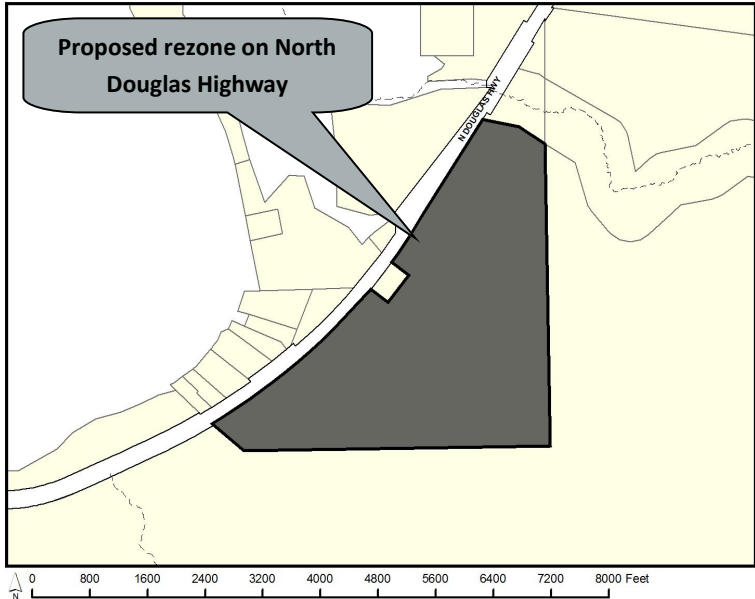 Proposed rezone on North
Douglas Highway
N DOUGLAS HWY
N
0 800 1600 2400 3200 4000 4800 5600 6400 7200 8000 Feet